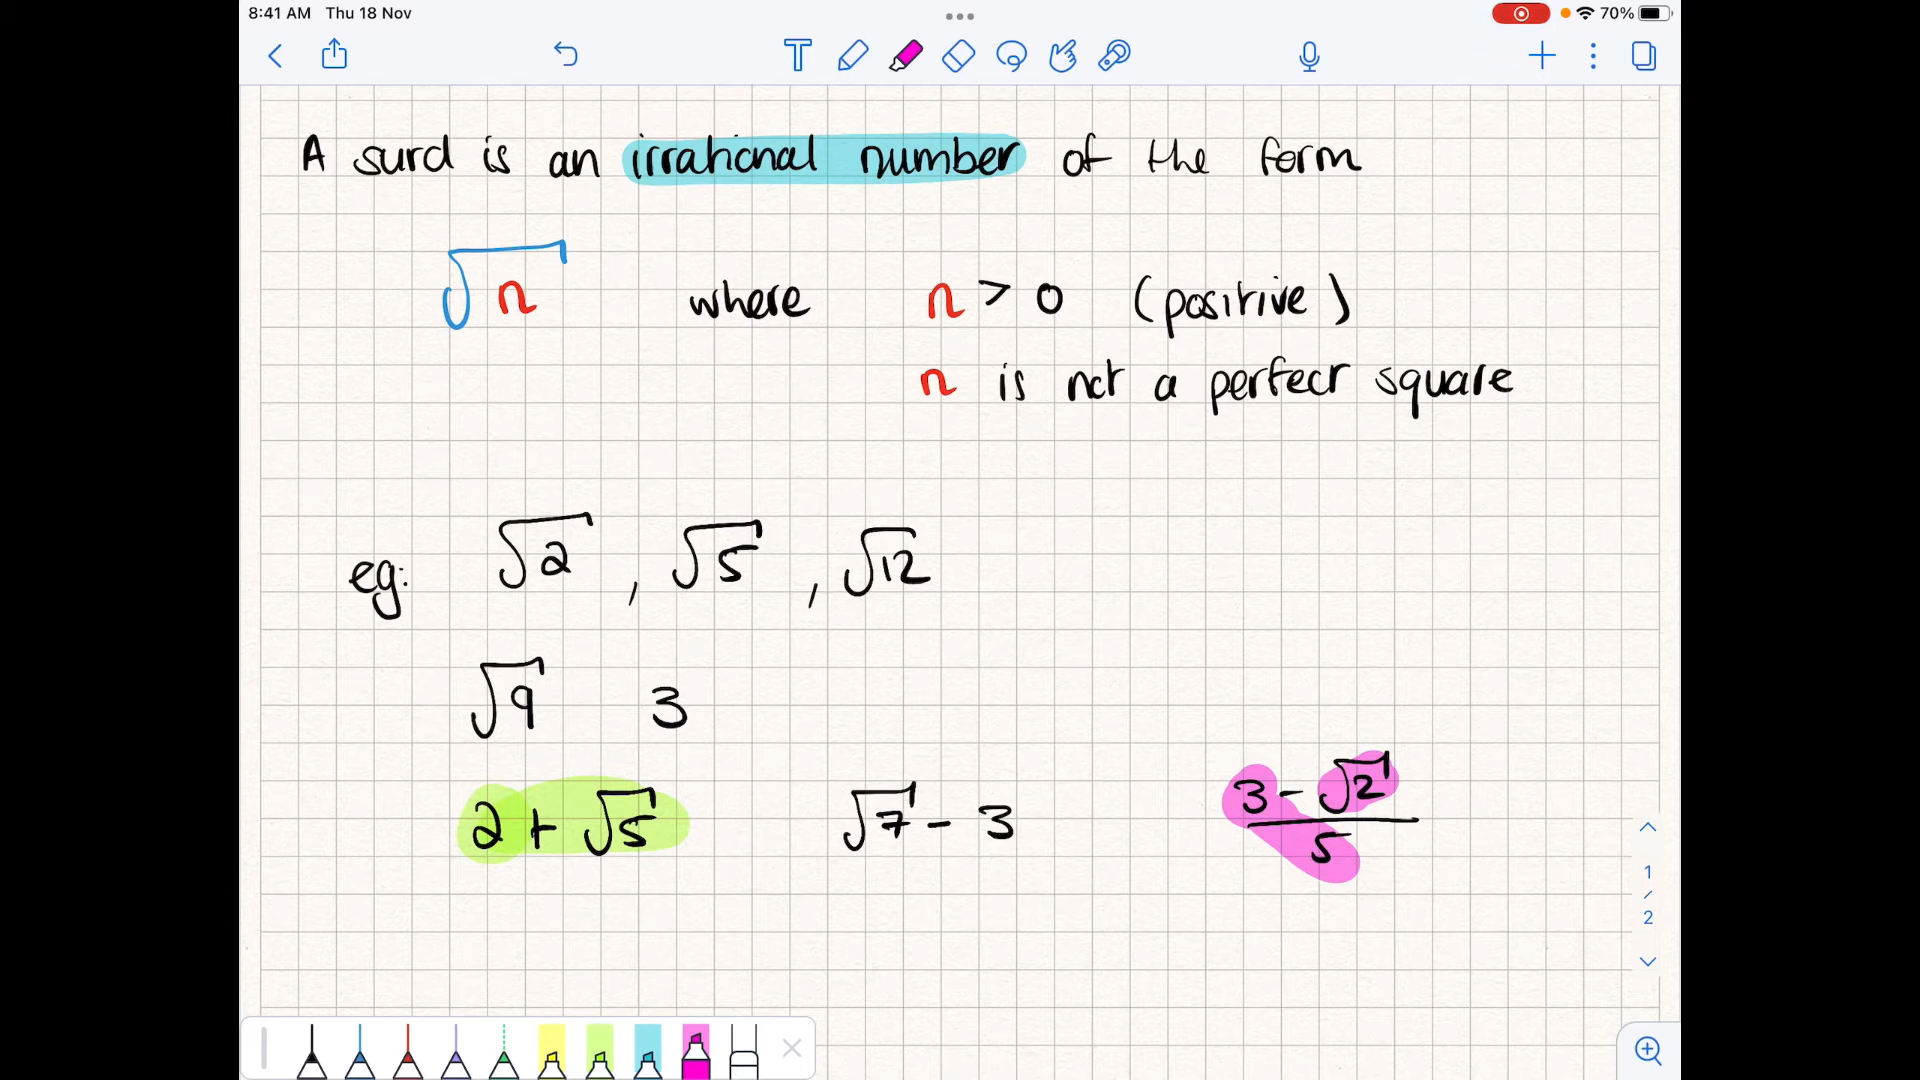 8:41 AM Thu 18 Nov 70%
T
A surd is an irrational number of the form
√n where n > 0 (positive)
n is not a perfect square
eg: √2 , √5 , √12
√9 3
2 + √5 √7 - 3 (3 - √2)/5
1
/
2